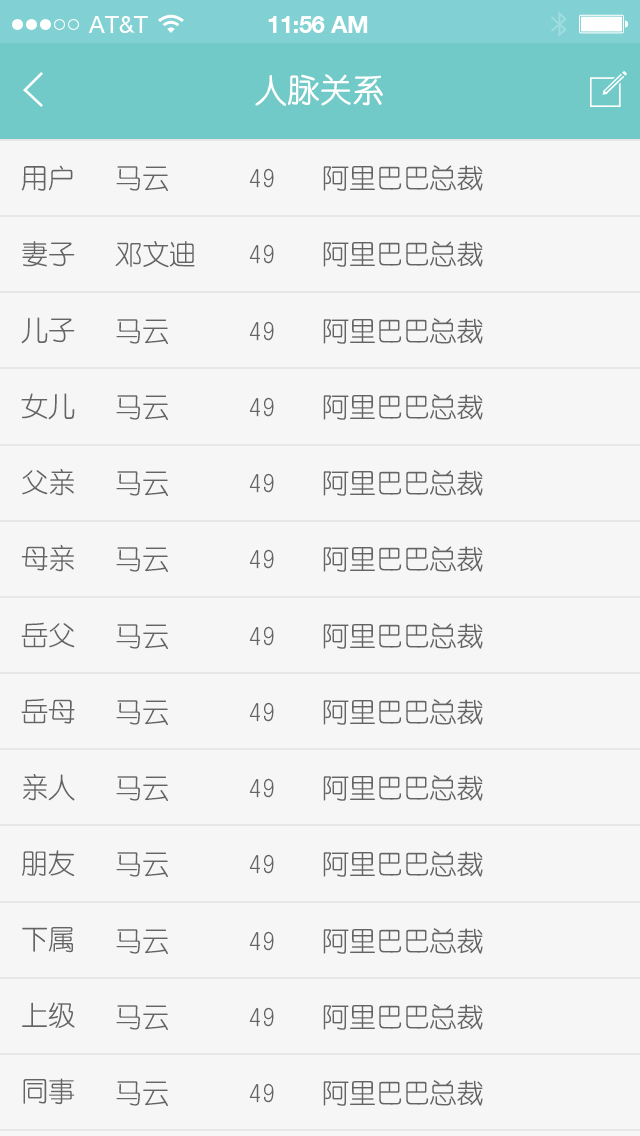 AT&T 11:56 AM
人脉关系
用户 马云 49 阿里巴巴总裁
妻子 邓文迪 49 阿里巴巴总裁
儿子 马云 49 阿里巴巴总裁
女儿 马云 49 阿里巴巴总裁
父亲 马云 49 阿里巴巴总裁
母亲 马云 49 阿里巴巴总裁
岳父 马云 49 阿里巴巴总裁
岳母 马云 49 阿里巴巴总裁
亲人 马云 49 阿里巴巴总裁
朋友 马云 49 阿里巴巴总裁
下属 马云 49 阿里巴巴总裁
上级 马云 49 阿里巴巴总裁
同事 马云 49 阿里巴巴总裁